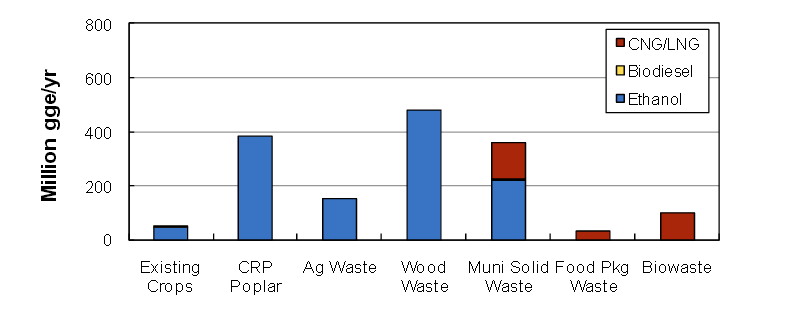 Million gge/yr
800
600
400
200
0
CNG/LNG
Biodiesel
Ethanol
Existing
Crops
CRP
Poplar
Ag Waste
Wood
Waste
Muni Solid
Waste
Food Pkg
Waste
Biowaste